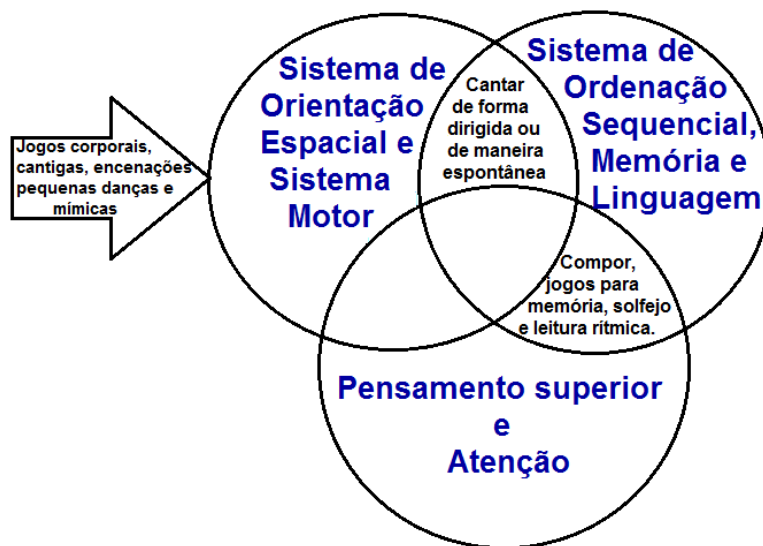 Jogos corporais,
cantigas, encenações
pequenas danças e
mímicas
Sistema de
Orientação
Espacial e
Sistema
Motor
Cantar
de forma
dirigida ou
de maneira
espontânea
Sistema de
Ordenação
Sequencial,
Memória e
Linguagem
Compor,
jogos para
memória, solfejo
e leitura rítmica.
Pensamento superior
e
Atenção